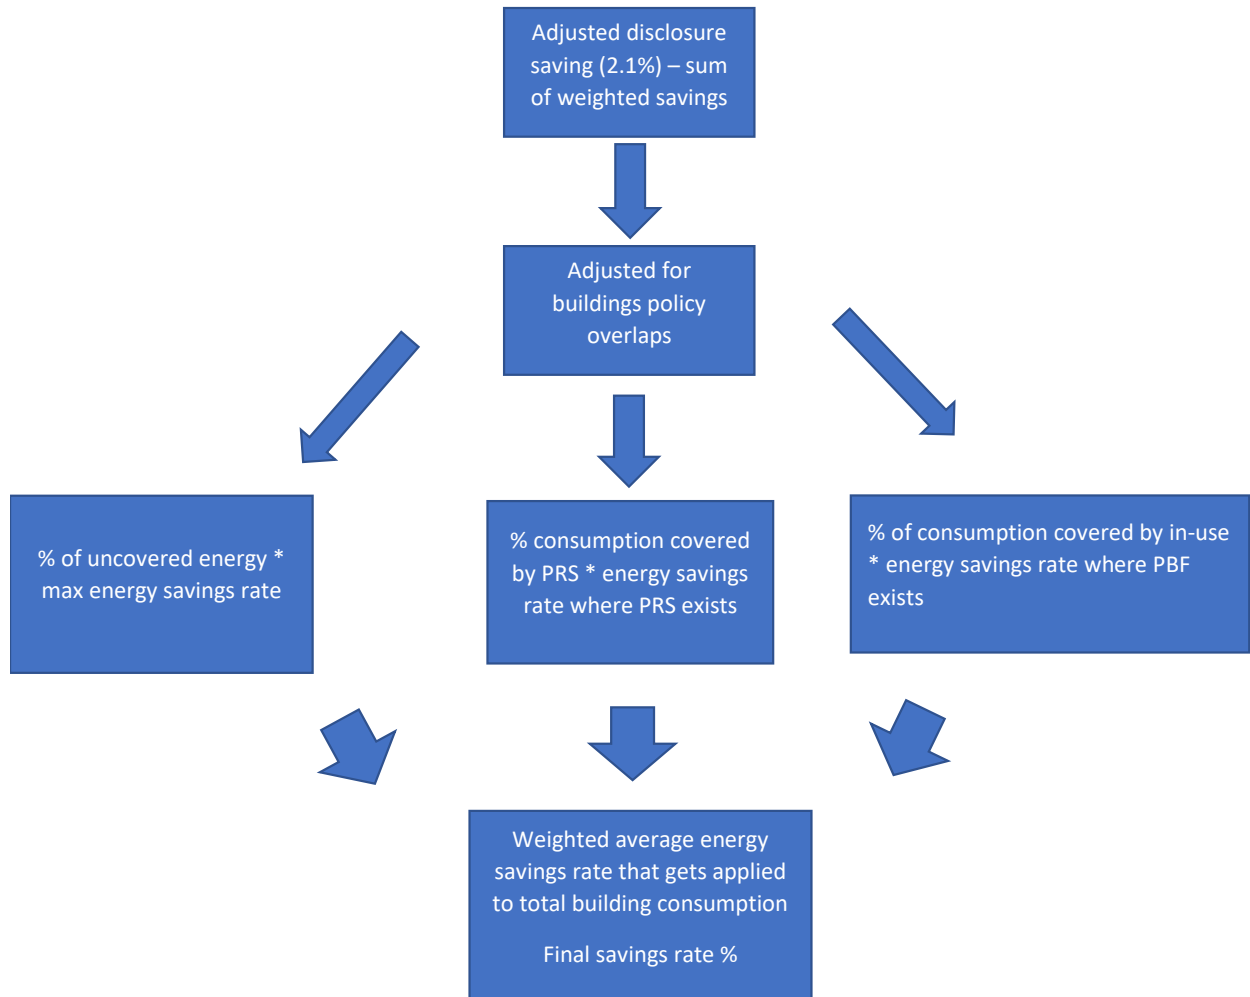 Adjusted disclosure
saving (2.1%) – sum
of weighted savings
Adjusted for
buildings policy
overlaps
% of uncovered energy *
max energy savings rate
% consumption covered
by PRS * energy savings
rate where PRS exists
% of consumption covered by in-use
* energy savings rate where PBF
exists
Weighted average energy
savings rate that gets applied
to total building consumption
Final savings rate %